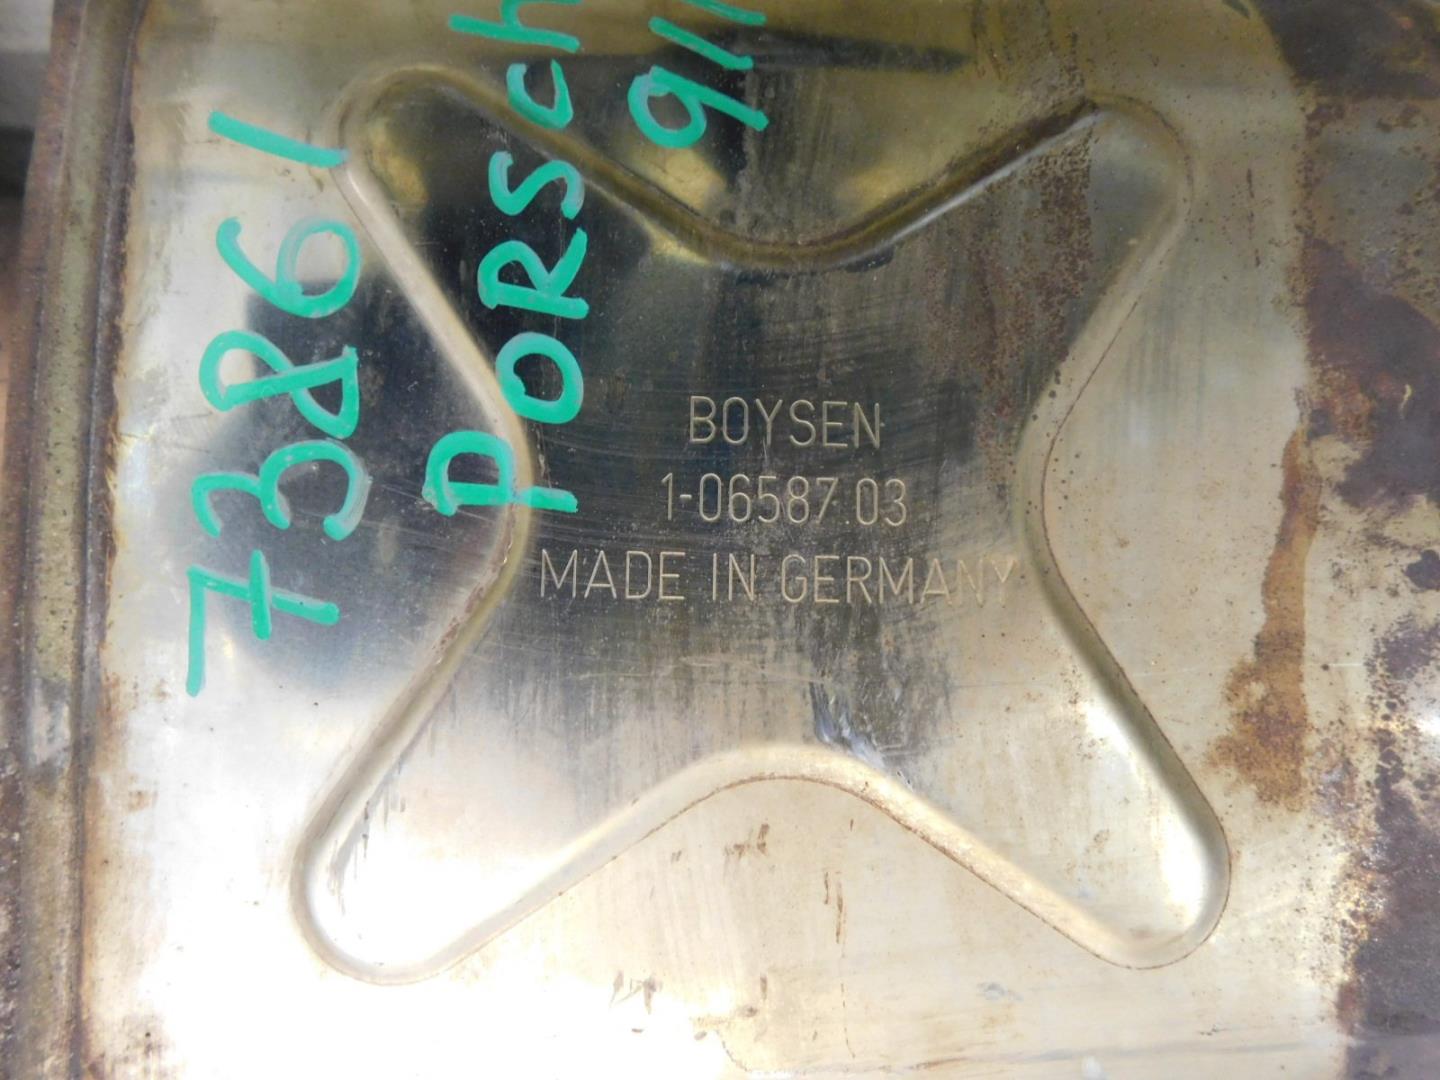 73861
PORSCH
911
BOYSEN
1-06587.03
MADE IN GERMANY